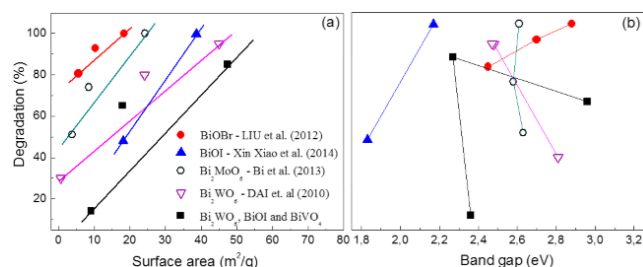 (a)
(b)
Degradation (%)
100
80
60
40
20
BiOBr - LIU et al. (2012)
BiOI - Xin Xiao et al. (2014)
Bi2MoO6 - Bi et al. (2013)
Bi2WO6 - DAI et. al (2010)
Bi2WO6, BiOI and BiVO4
0 10 20 30 40 50 60 70 80
1,8 2,0 2,2 2,4 2,6 2,8 3,0 3,2
Surface area (m2/g)
Band gap (eV)